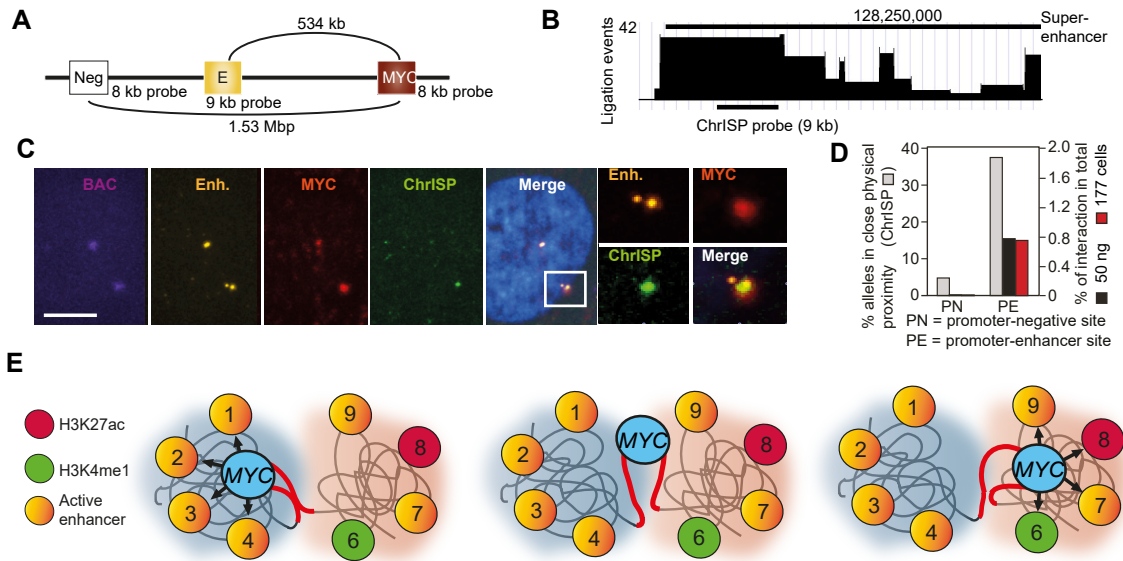 A
534 kb
Neg
E
MYC
8 kb probe
9 kb probe
8 kb probe
1.53 Mbp
B
42
128,250,000
Super-
enhancer
Ligation events
ChrISP probe (9 kb)
C
BAC
Enh.
MYC
ChrISP
Merge
Enh.
MYC
ChrISP
Merge
D
% alleles in close physical
proximity (ChrISP )
40
30
20
10
0
2.0
1.6
1.2
0.8
0.4
0
% of interaction in total
50 ng 177 cells
PN
PE
PN = promoter-negative site
PE = promoter-enhancer site
E
H3K27ac
H3K4me1
Active
enhancer
1
2
3
4
MYC
9
8
7
6
1
2
3
4
MYC
9
8
7
6
1
2
3
4
MYC
9
8
7
6